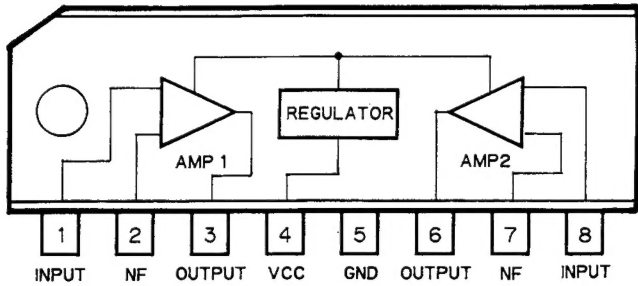 REGULATOR
AMP 1
AMP2
1 2 3 4 5 6 7 8
INPUT NF OUTPUT VCC GND OUTPUT NF INPUT